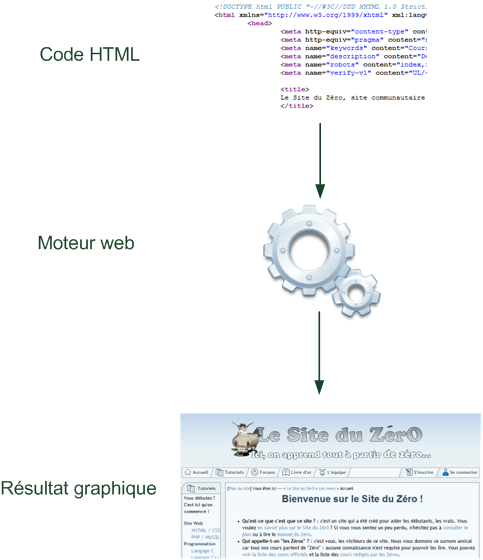 <!DOCTYPE html PUBLIC "-//W3C//DTD XHTML 1.0 Strict
<html xmlns="http://www.w3.org/1999/xhtml" xml:lang
<head>
<meta http-equiv="content-type" con
<meta http-equiv="pragma" content="
<meta name="keywords" content="Cour
<meta name="description" content="D
<meta name="robots" content="index,
<meta name="verify-v1" content="UL/
<title>
Le Site du Zéro, site communautaire
</title>
Code HTML
Moteur web
Résultat graphique
Le Site du ZérO
Ici, on apprend tout à partir de zéro...
Accueil
Tutoriels
Forums
Livre d'or
L'équipe
S'inscrire
Se connecter
Tutoriels
Vous débutez ?
C'est ici qu'on
commence !
Site Web
XHTML / CSS
PHP / MySQL
Programmation
Langage C
Langage C++
Plan du site] Vous êtes ici --> Le Site du Zéro > Les news > Accueil
Bienvenue sur le Site du Zéro !
Qu'est-ce que c'est que ce site ? : c'est un site qui a été créé pour aider les débutants, les vrais. Vous
voulez en savoir plus sur le Site du Zéro ? Si vous vous sentez un peu perdu, n'hésitez pas à consulter le
plan ou à lire le manuel du Zéro.
Qui appelle-t-on "les Zéros" ? : c'est vous, les visiteurs de ce site. Nous vous donnons ce surnom amical
car tous nos cours partent de "Zéro" : aucune connaissance n'est requise pour pouvoir les lire. Vous pouvez
voir la liste des cours officiels et la liste des cours rédigés par les Zéros.